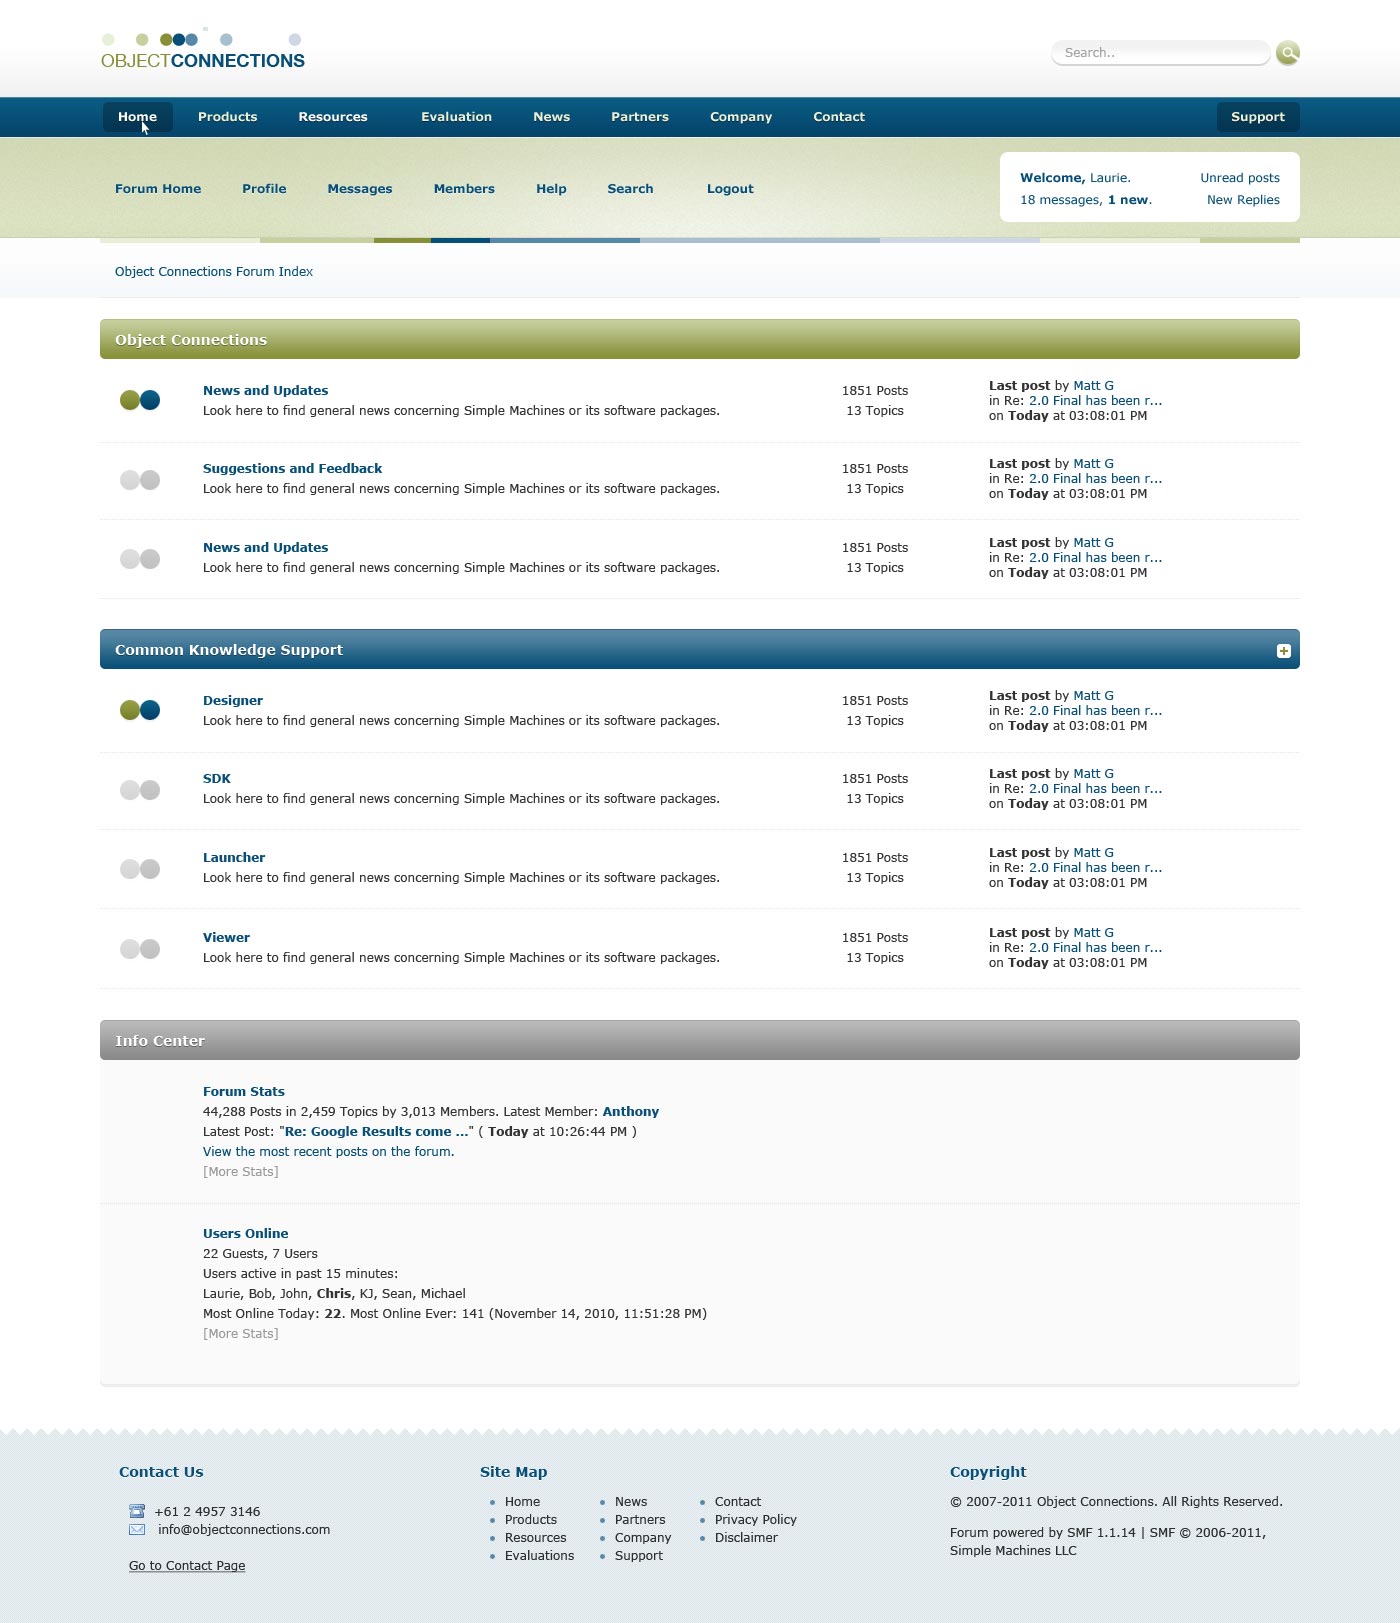 OBJECTCONNECTIONS
Search..
Home Products Resources Evaluation News Partners Company Contact Support
Forum Home Profile Messages Members Help Search Logout
Welcome, Laurie. Unread posts
18 messages, 1 new. New Replies
Object Connections Forum Index
Object Connections
News and Updates
Look here to find general news concerning Simple Machines or its software packages.
1851 Posts
13 Topics
Last post by Matt G
in Re: 2.0 Final has been r...
on Today at 03:08:01 PM
Suggestions and Feedback
Look here to find general news concerning Simple Machines or its software packages.
1851 Posts
13 Topics
Last post by Matt G
in Re: 2.0 Final has been r...
on Today at 03:08:01 PM
News and Updates
Look here to find general news concerning Simple Machines or its software packages.
1851 Posts
13 Topics
Last post by Matt G
in Re: 2.0 Final has been r...
on Today at 03:08:01 PM
Common Knowledge Support
Designer
Look here to find general news concerning Simple Machines or its software packages.
1851 Posts
13 Topics
Last post by Matt G
in Re: 2.0 Final has been r...
on Today at 03:08:01 PM
SDK
Look here to find general news concerning Simple Machines or its software packages.
1851 Posts
13 Topics
Last post by Matt G
in Re: 2.0 Final has been r...
on Today at 03:08:01 PM
Launcher
Look here to find general news concerning Simple Machines or its software packages.
1851 Posts
13 Topics
Last post by Matt G
in Re: 2.0 Final has been r...
on Today at 03:08:01 PM
Viewer
Look here to find general news concerning Simple Machines or its software packages.
1851 Posts
13 Topics
Last post by Matt G
in Re: 2.0 Final has been r...
on Today at 03:08:01 PM
Info Center
Forum Stats
44,288 Posts in 2,459 Topics by 3,013 Members. Latest Member: Anthony
Latest Post: "Re: Google Results come ..." ( Today at 10:26:44 PM )
View the most recent posts on the forum.
[More Stats]
Users Online
22 Guests, 7 Users
Users active in past 15 minutes:
Laurie, Bob, John, Chris, KJ, Sean, Michael
Most Online Today: 22. Most Online Ever: 141 (November 14, 2010, 11:51:28 PM)
[More Stats]
Contact Us
+61 2 4957 3146
info@objectconnections.com
Go to Contact Page
Site Map
Home
Products
Resources
Evaluations
News
Partners
Company
Support
Contact
Privacy Policy
Disclaimer
Copyright
© 2007-2011 Object Connections. All Rights Reserved.
Forum powered by SMF 1.1.14 | SMF © 2006-2011,
Simple Machines LLC